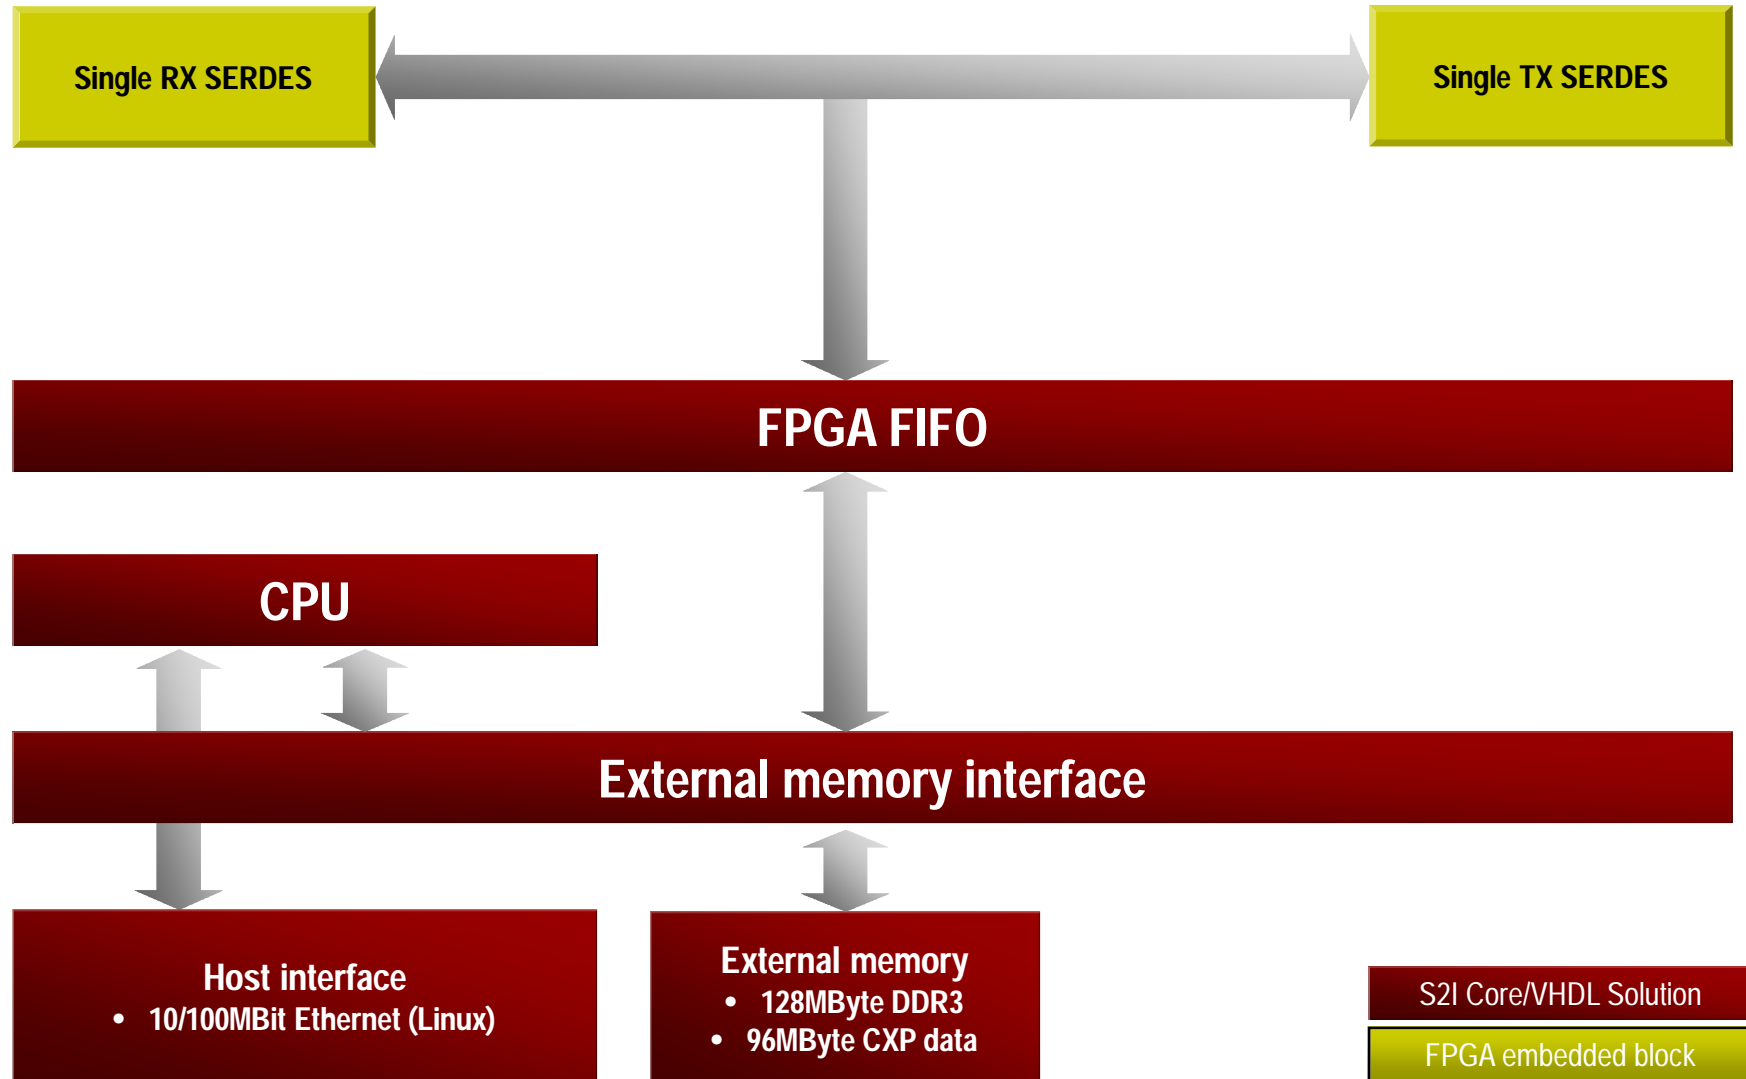 Single RX SERDES
Single TX SERDES
FPGA FIFO
CPU
External memory interface
Host interface
• 10/100MBit Ethernet (Linux)
External memory
• 128MByte DDR3
• 96MByte CXP data
S2I Core/VHDL Solution
FPGA embedded block